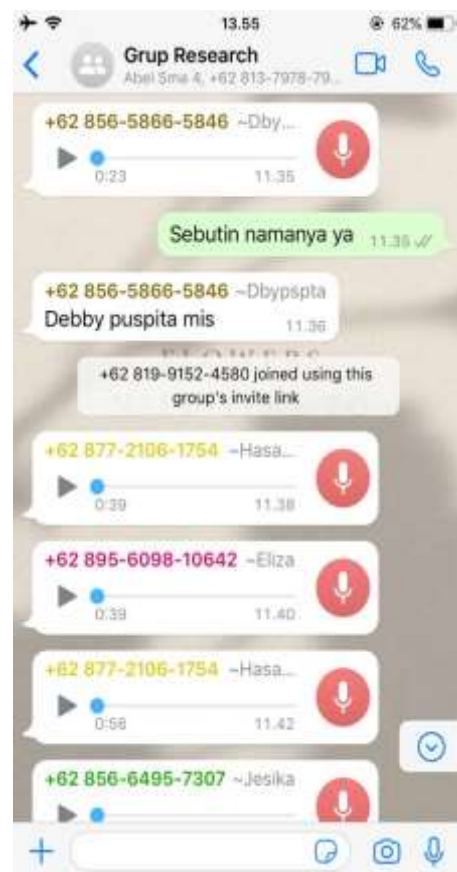 13.55
62%
Grup Research
Abel Sma 4, +62 813-7978-79...
+62 856-5866-5846 ~Dby...
0:23 11.35
Sebutin namanya ya 11.35
+62 856-5866-5846 ~Dbypspta
Debby puspita mis 11.36
FLOWERS
+62 819-9152-4580 joined using this
group's invite link
+62 877-2106-1754 ~Hasa...
0:39 11.38
+62 895-6098-10642 ~Eliza
0:39 11.40
+62 877-2106-1754 ~Hasa...
0:56 11.42
+62 856-6495-7307 ~Jesika